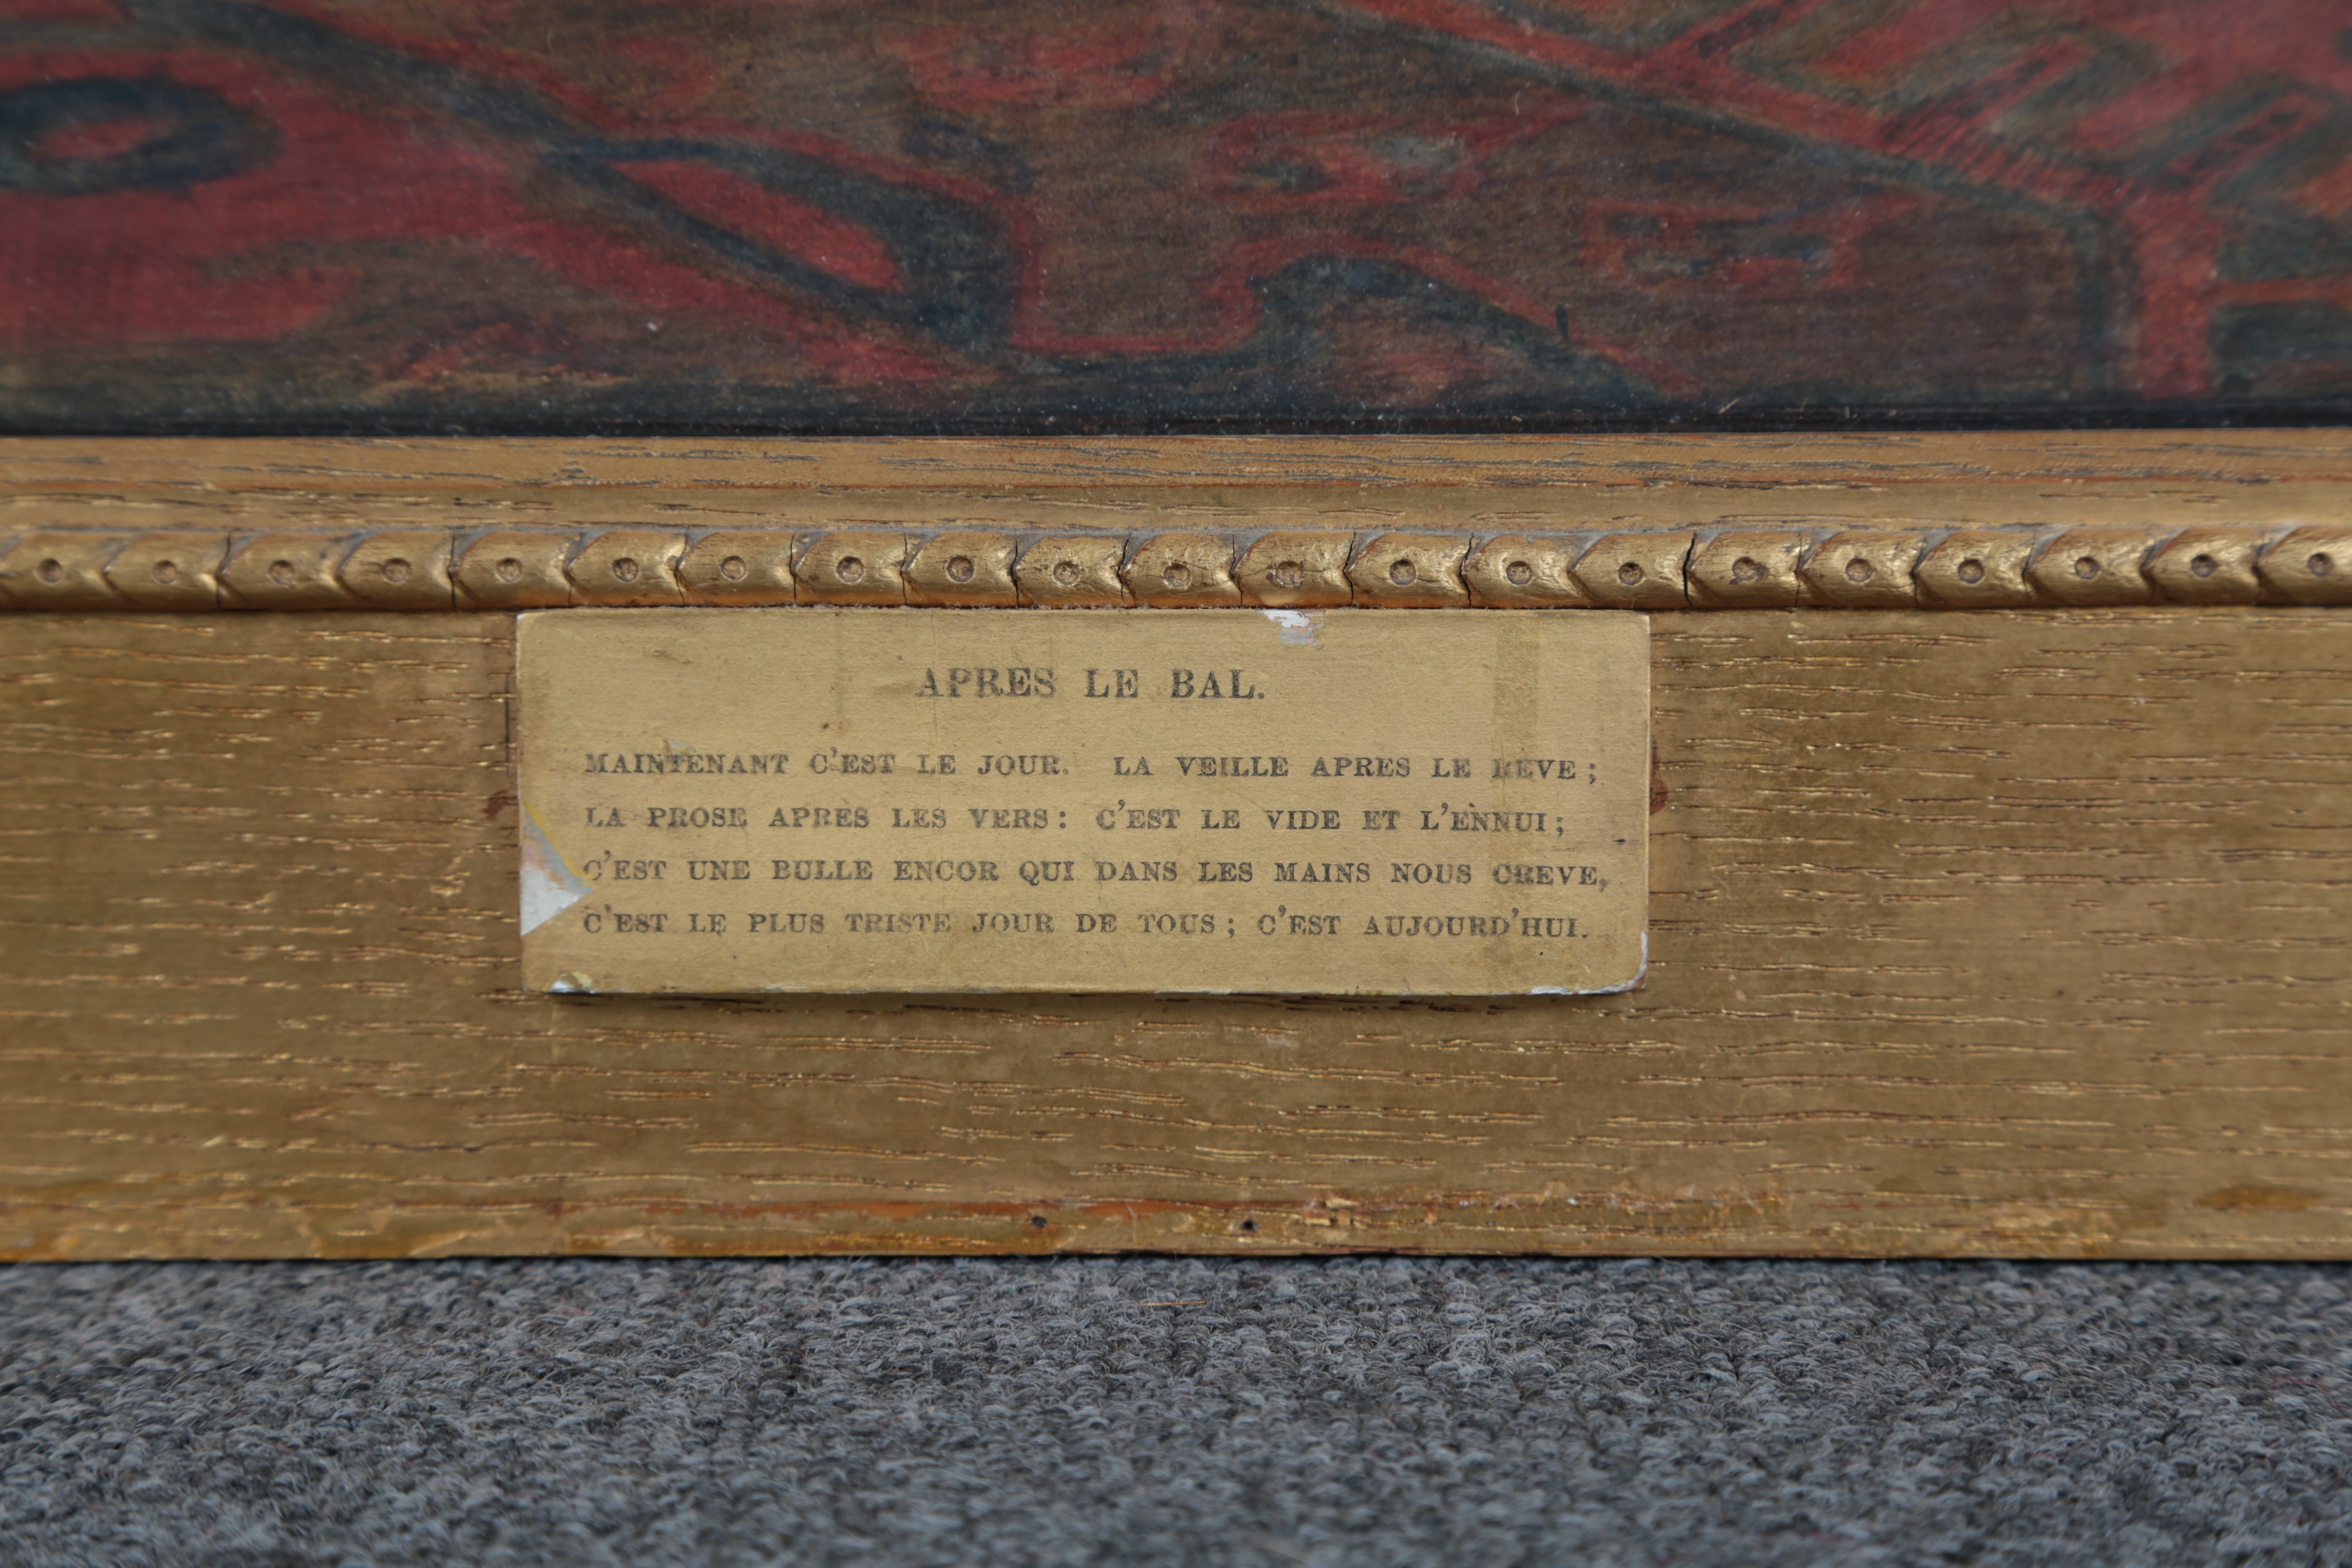 APRES LE BAL.
MAINTENANT C'EST LE JOUR. LA VEILLE APRES LE RÊVE;
LA PROSE APRES LES VERS: C'EST LE VIDE ET L'ENNUI;
C'EST UNE BULLE ENCOR QUI DANS LES MAINS NOUS CREVE,
C'EST LE PLUS TRISTE JOUR DE TOUS; C'EST AUJOURD'HUI.